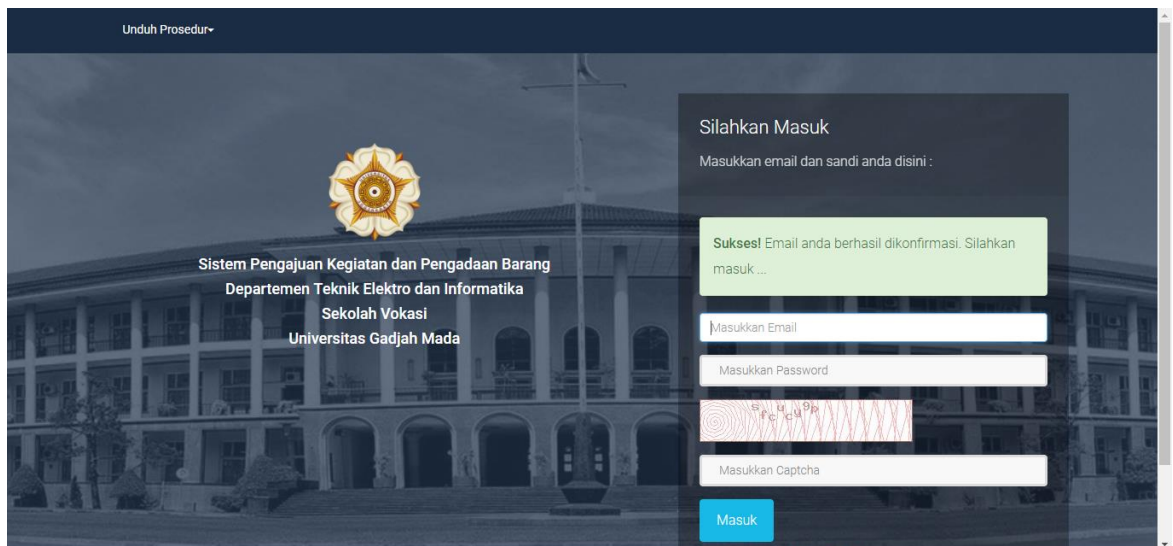 Unduh Prosedur
Sistem Pengajuan Kegiatan dan Pengadaan Barang
Departemen Teknik Elektro dan Informatika
Sekolah Vokasi
Universitas Gadjah Mada
Silahkan Masuk
Masukkan email dan sandi anda disini :
Sukses! Email anda berhasil dikonfirmasi. Silahkan
masuk ...
Masukkan Email
Masukkan Password
Masukkan Captcha
Masuk